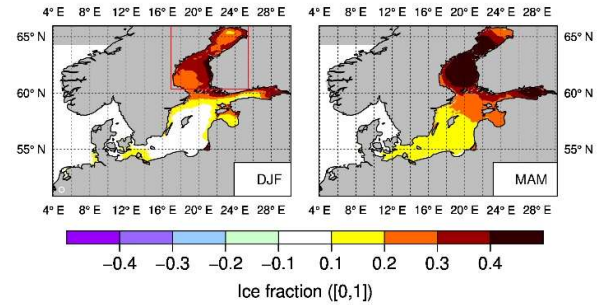 4° E 8° E 12° E 16° E 20° E 24° E 28° E
4° E 8° E 12° E 16° E 20° E 24° E 28° E
65° N
65° N
60° N
60° N
55° N
55° N
DJF
MAM
4° E 8° E 12° E 16° E 20° E 24° E 28° E
4° E 8° E 12° E 16° E 20° E 24° E 28° E
−0.4 −0.3 −0.2 −0.1 0.1 0.2 0.3 0.4
Ice fraction ([0,1])